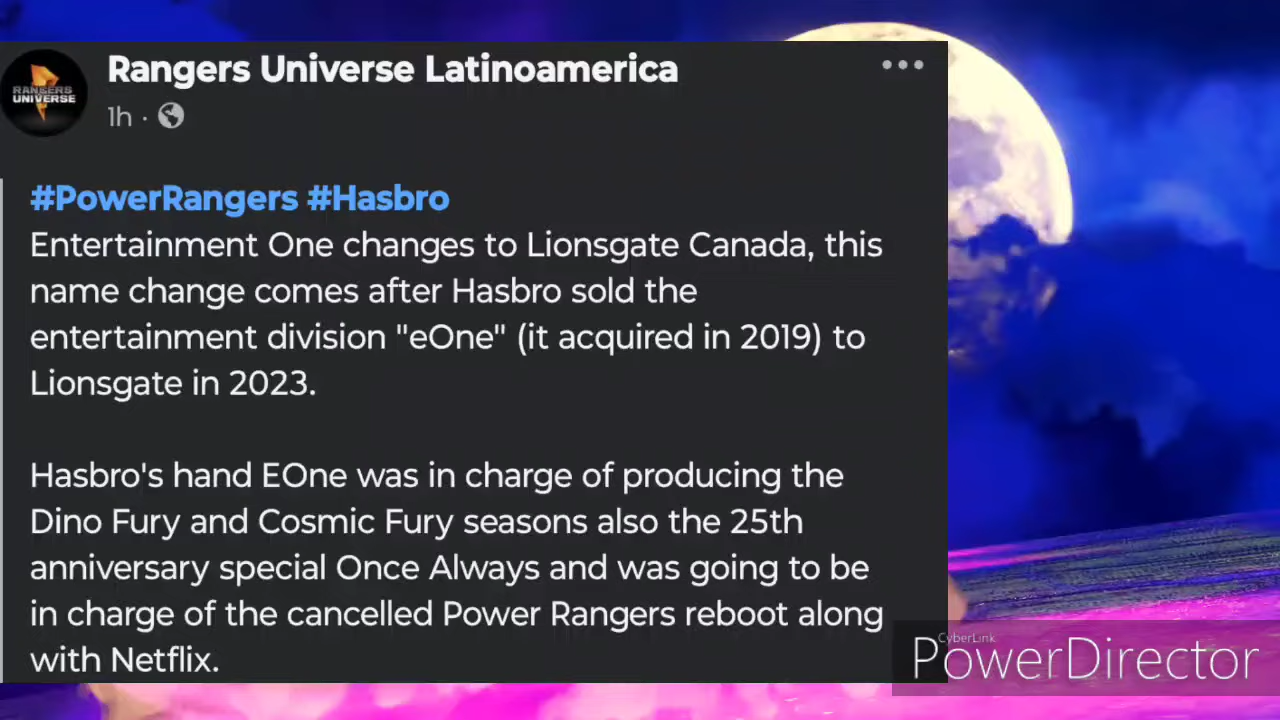 Rangers Universe Latinoamerica
RANGERS
UNIVERSE
1h ·
#PowerRangers #Hasbro
Entertainment One changes to Lionsgate Canada, this
name change comes after Hasbro sold the
entertainment division "eOne" (it acquired in 2019) to
Lionsgate in 2023.
Hasbro's hand EOne was in charge of producing the
Dino Fury and Cosmic Fury seasons also the 25th
anniversary special Once Always and was going to be
in charge of the cancelled Power Rangers reboot along
with Netflix.
CyberLink
PowerDirector